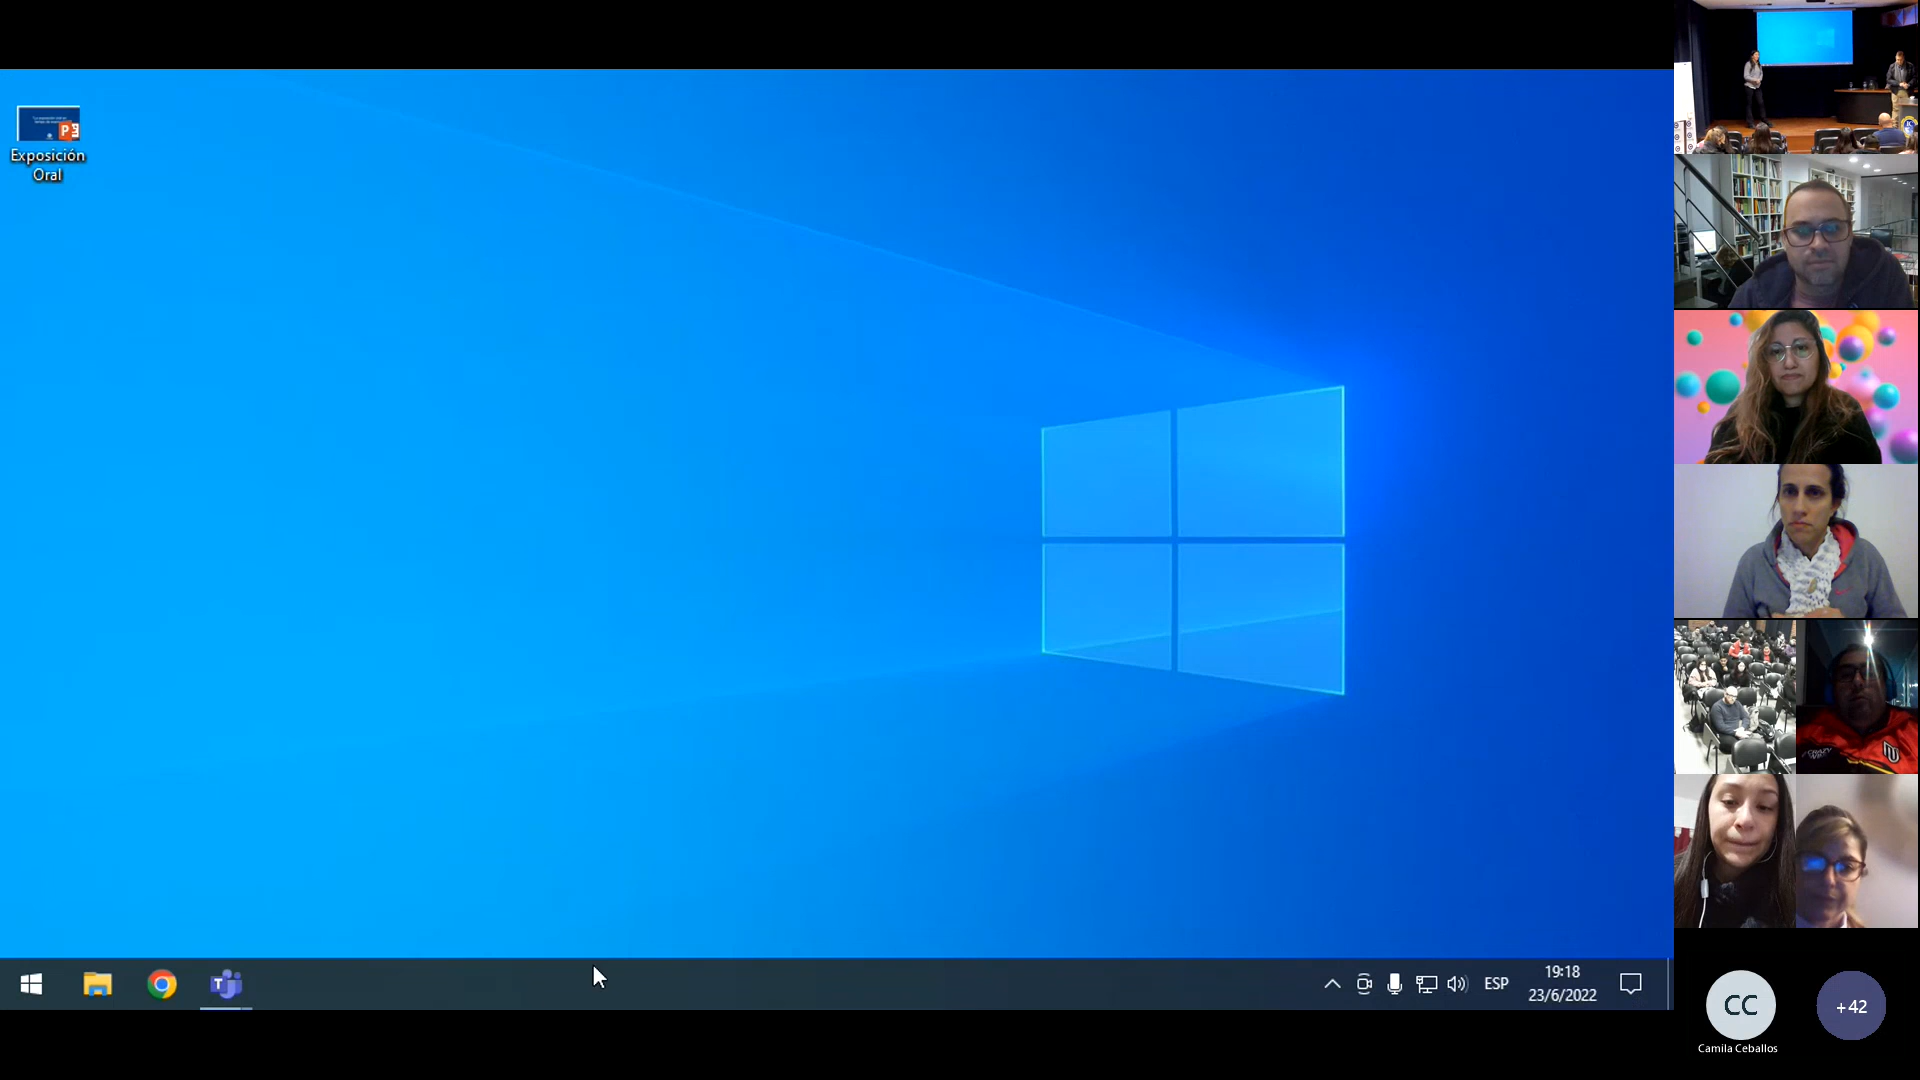 Exposición
Oral
ESP
19:18
23/6/2022
CC
+42
Camila Ceballos